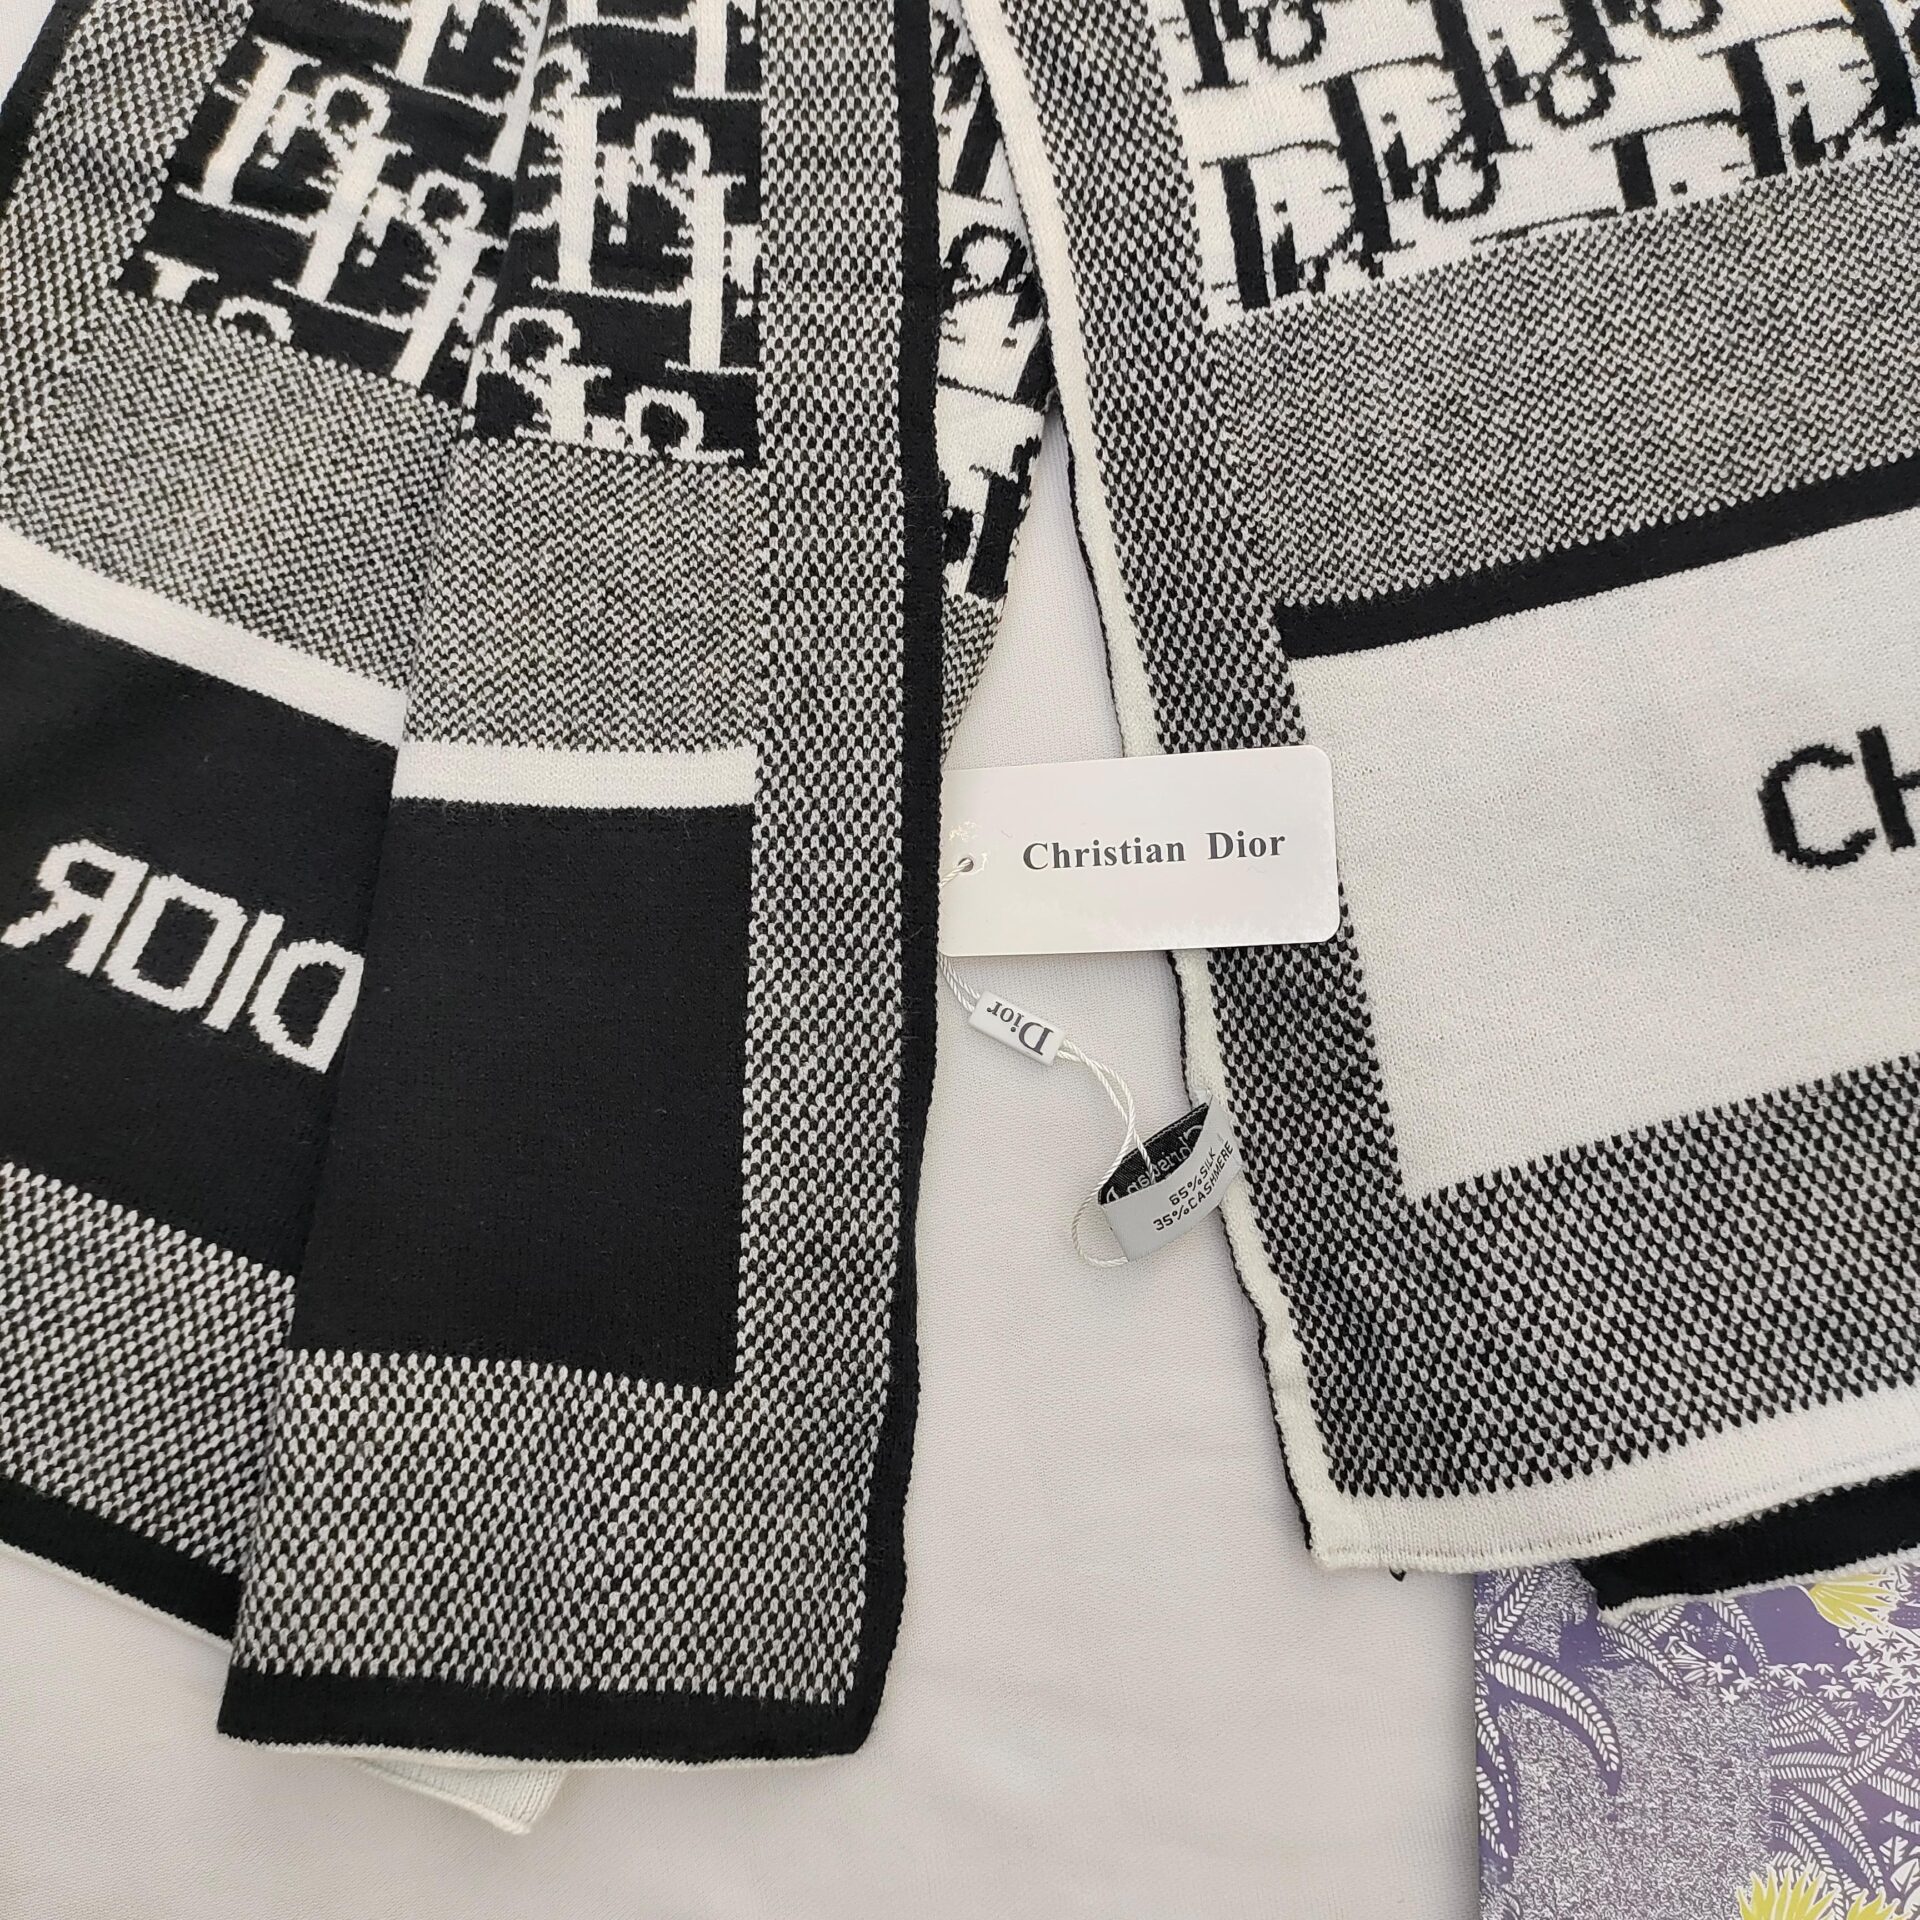 DIOR
CH
Christian Dior
Dior
65%SILK
35%CASHMERE